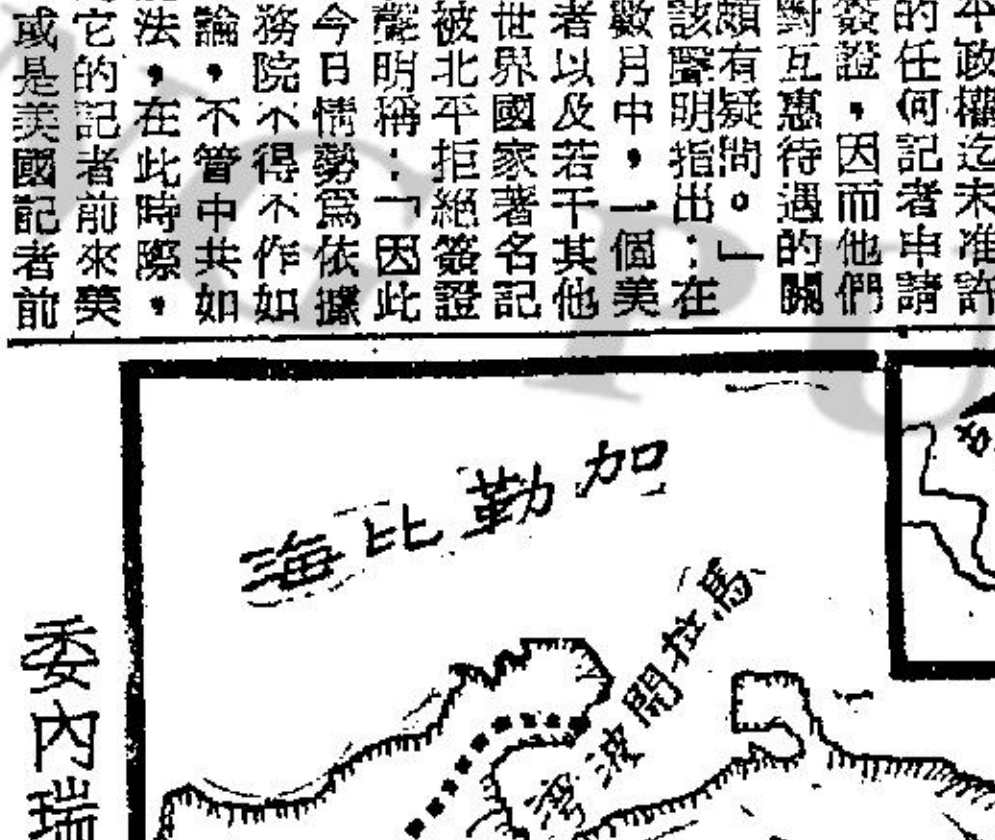 平政權迄未准許
的任何記者申請
簽證，因而他們
對互惠待遇的關
頗有疑問。」
該聲明指出：在
數月中，一個美
者以及若干其他
世界國家著名記
被北平拒絕簽證
聲明稱：「因此
今日情勢爲依據
務院不得不作如
論，不管中共如
法，在此時際，
它的記者前來美
或是美國記者前
加勒比海
馬拉開波灣
委內瑞